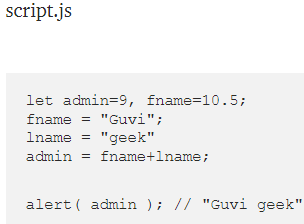 script.js
let admin=9, fname=10.5;
fname = "Guvi";
lname = "geek"
admin = fname+lname;
alert( admin ); // "Guvi geek"